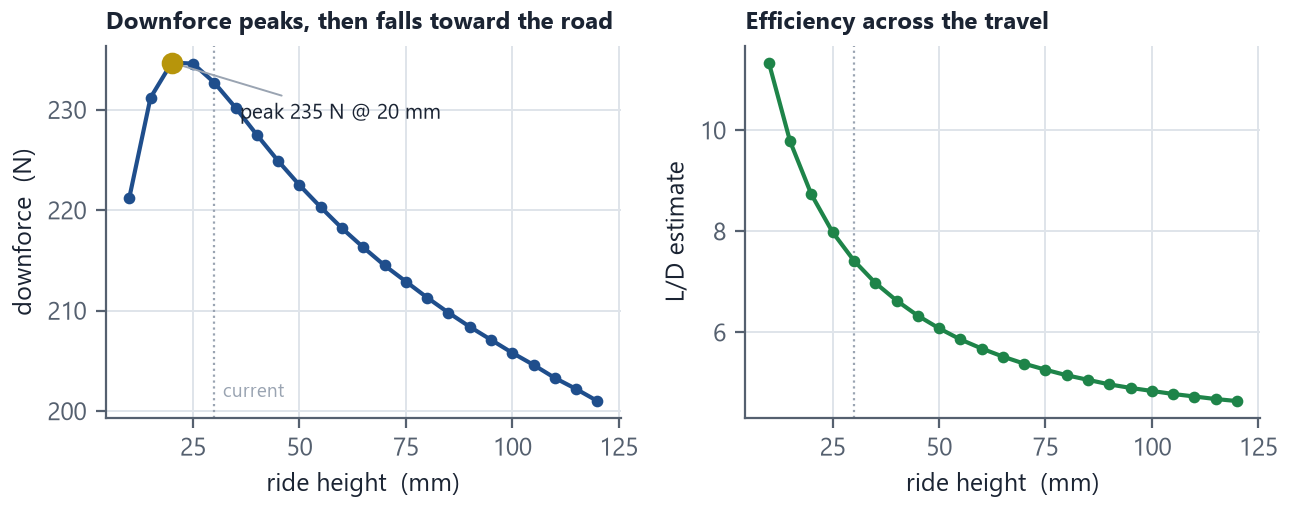 Downforce peaks, then falls toward the road
downforce (N)
230
220
210
200
peak 235 N @ 20 mm
current
25 50 75 100 125
ride height (mm)
Efficiency across the travel
L/D estimate
10
8
6
25 50 75 100 125
ride height (mm)